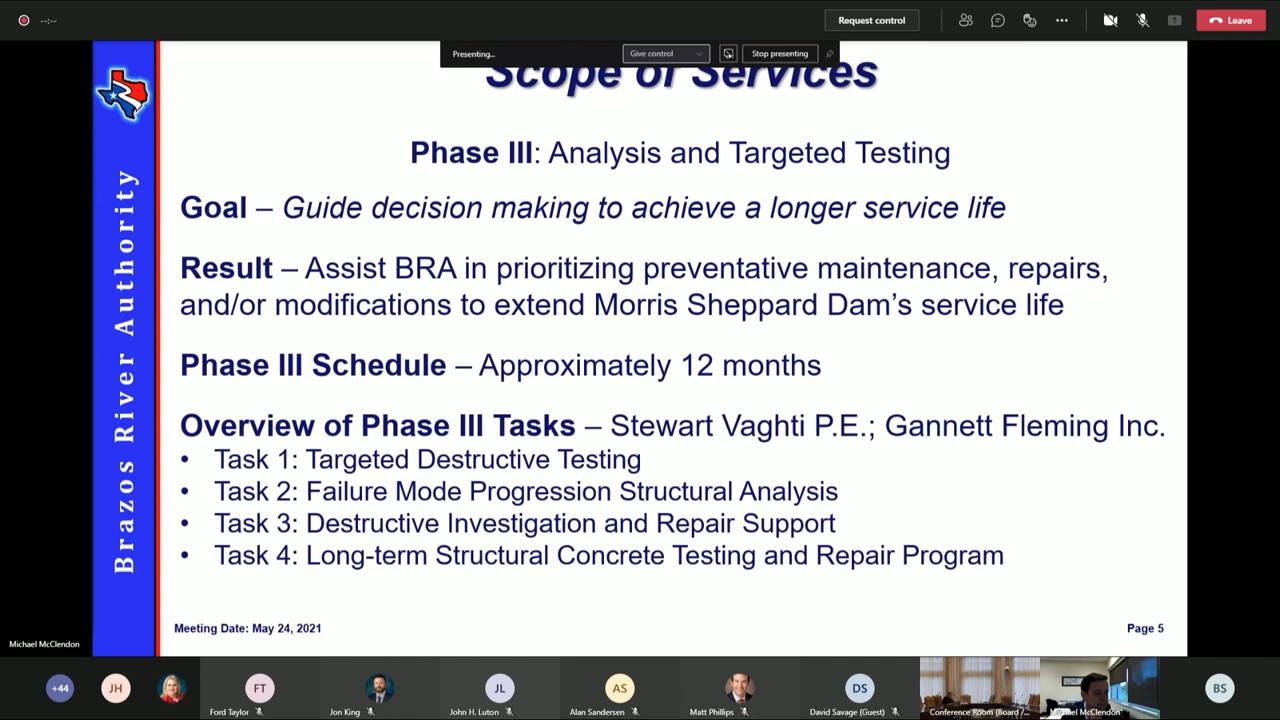 --:--
Request control
Leave
Presenting...
Give control
Stop presenting
Scope of Services
Brazos River Authority
Phase III: Analysis and Targeted Testing
Goal – Guide decision making to achieve a longer service life
Result – Assist BRA in prioritizing preventative maintenance, repairs,
and/or modifications to extend Morris Sheppard Dam’s service life
Phase III Schedule – Approximately 12 months
Overview of Phase III Tasks – Stewart Vaghti P.E.; Gannett Fleming Inc.
• Task 1: Targeted Destructive Testing
• Task 2: Failure Mode Progression Structural Analysis
• Task 3: Destructive Investigation and Repair Support
• Task 4: Long-term Structural Concrete Testing and Repair Program
Meeting Date: May 24, 2021
Page 5
Michael McClendon
+44
JH
FT
JL
AS
DS
BS
Ford Taylor
Jon King
John H. Luton
Alan Sandersen
Matt Phillips
David Savage (Guest)
Conference Room (Board /...
Michael McClendon